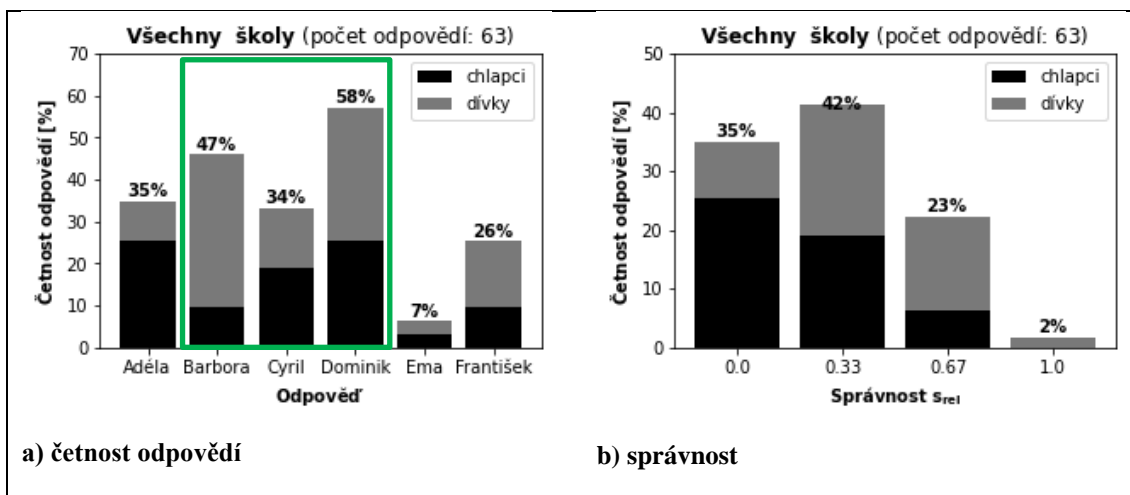 Všechny školy (počet odpovědí: 63)
Četnost odpovědí [%]
70
60
50
40
30
20
10
0
chlapci
dívky
35%
47%
34%
58%
7%
26%
Adéla Barbora Cyril Dominik Ema František
Odpověď
a) četnost odpovědí
Všechny školy (počet odpovědí: 63)
Četnost odpovědí [%]
50
40
30
20
10
0
chlapci
dívky
35%
42%
23%
2%
0.0 0.33 0.67 1.0
Správnost s_rel
b) správnost